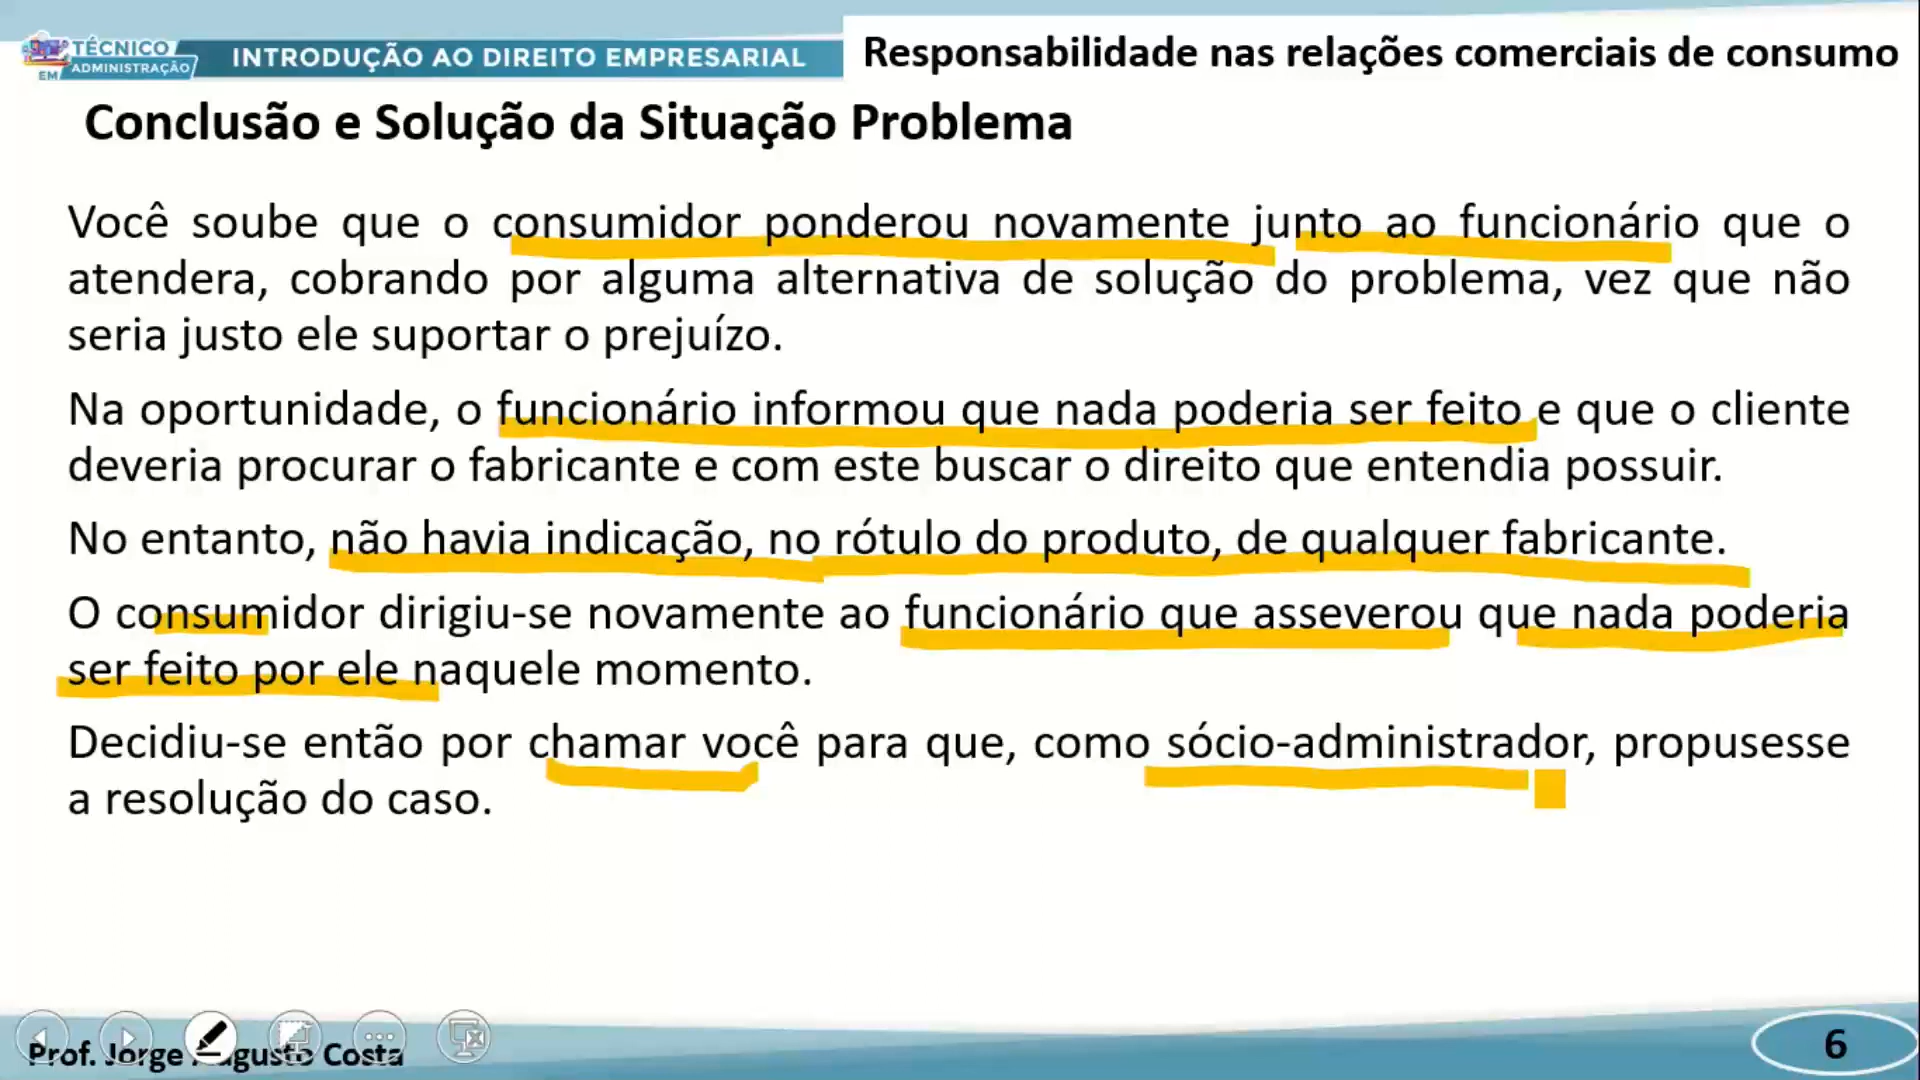 TÉCNICO
EM ADMINISTRAÇÃO
INTRODUÇÃO AO DIREITO EMPRESARIAL
Responsabilidade nas relações comerciais de consumo
Conclusão e Solução da Situação Problema
Você soube que o consumidor ponderou novamente junto ao funcionário que o
atendera, cobrando por alguma alternativa de solução do problema, vez que não
seria justo ele suportar o prejuízo.
Na oportunidade, o funcionário informou que nada poderia ser feito e que o cliente
deveria procurar o fabricante e com este buscar o direito que entendia possuir.
No entanto, não havia indicação, no rótulo do produto, de qualquer fabricante.
O consumidor dirigiu-se novamente ao funcionário que asseverou que nada poderia
ser feito por ele naquele momento.
Decidiu-se então por chamar você para que, como sócio-administrador, propusesse
a resolução do caso.
Prof. Jorge Augusto Costa
6